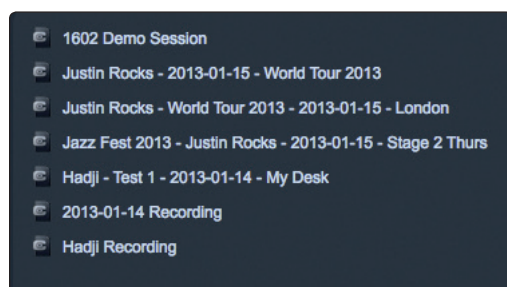 1602 Demo Session
Justin Rocks - 2013-01-15 - World Tour 2013
Justin Rocks - World Tour 2013 - 2013-01-15 - London
Jazz Fest 2013 - Justin Rocks - 2013-01-15 - Stage 2 Thurs
Hadji - Test 1 - 2013-01-14 - My Desk
2013-01-14 Recording
Hadji Recording